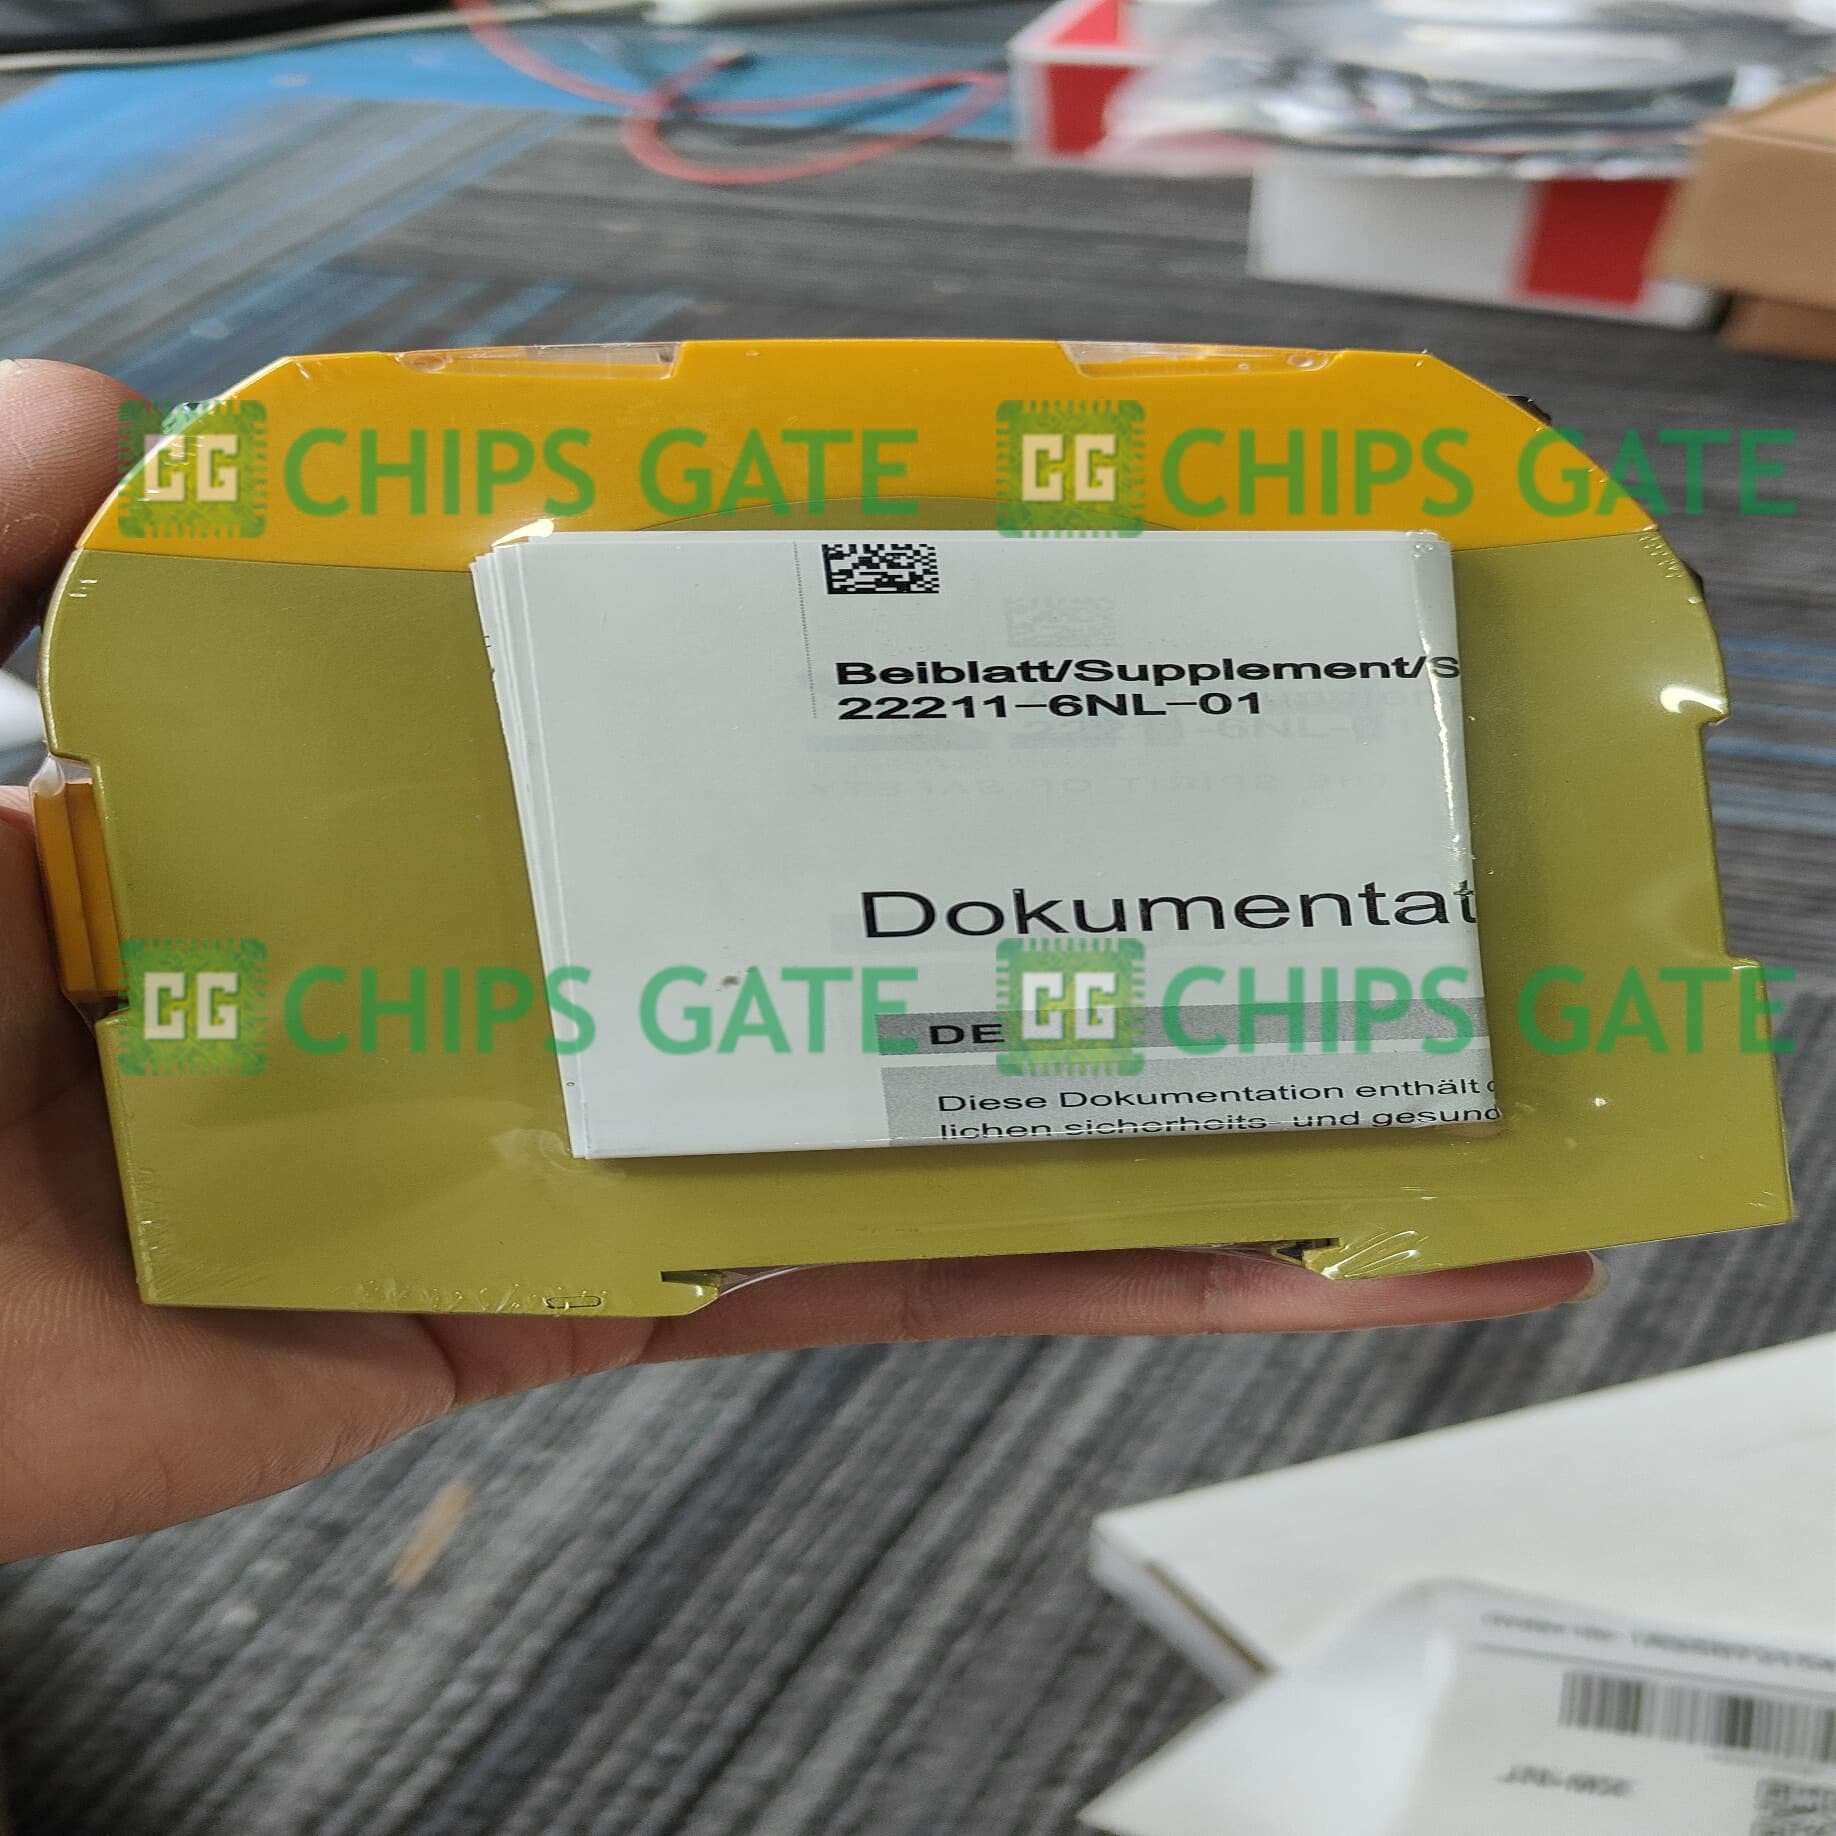 CG CHIPS GATE CG CHIPS GATE
Beiblatt/Supplement/S
22211-6NL-01
Dokumentat
CG CHIPS GATE CG CHIPS GATE
DE
Diese Dokumentation enthält
lichen sicherheits- und gesund